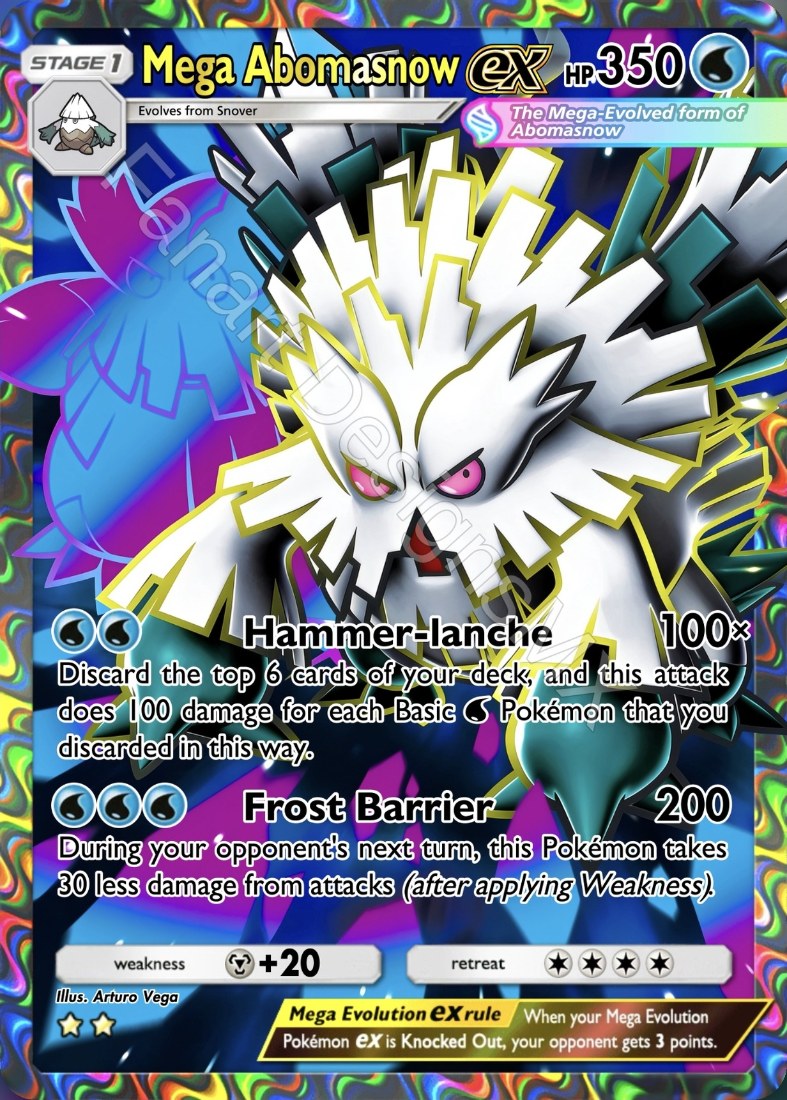 STAGE 1 Mega Abomasnow ex HP 350
Evolves from Snover
The Mega-Evolved form of
Abomasnow
Fanart DesignsMX
Hammer-lanche 100×
Discard the top 6 cards of your deck, and this attack
does 100 damage for each Basic Pokémon that you
discarded in this way.
Frost Barrier 200
During your opponent's next turn, this Pokémon takes
30 less damage from attacks (after applying Weakness).
weakness +20 retreat
Illus. Arturo Vega
Mega Evolution ex rule When your Mega Evolution
Pokémon ex is Knocked Out, your opponent gets 3 points.